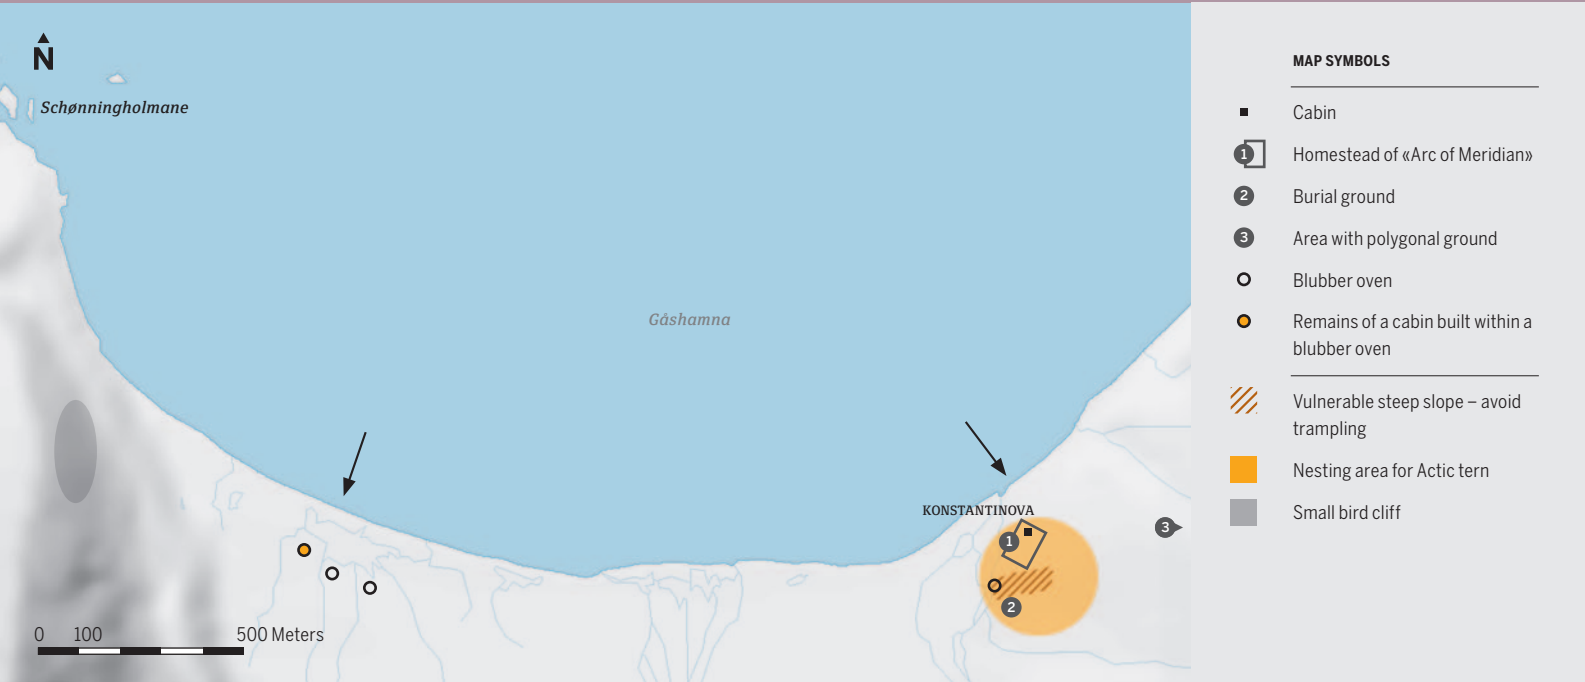 N
Schønningholmane
Gåshamna
KONSTANTINOVA
1
2
3
0 100 500 Meters
MAP SYMBOLS
Cabin
1 Homestead of «Arc of Meridian»
2 Burial ground
3 Area with polygonal ground
Blubber oven
Remains of a cabin built within a
blubber oven
Vulnerable steep slope – avoid
trampling
Nesting area for Actic tern
Small bird cliff